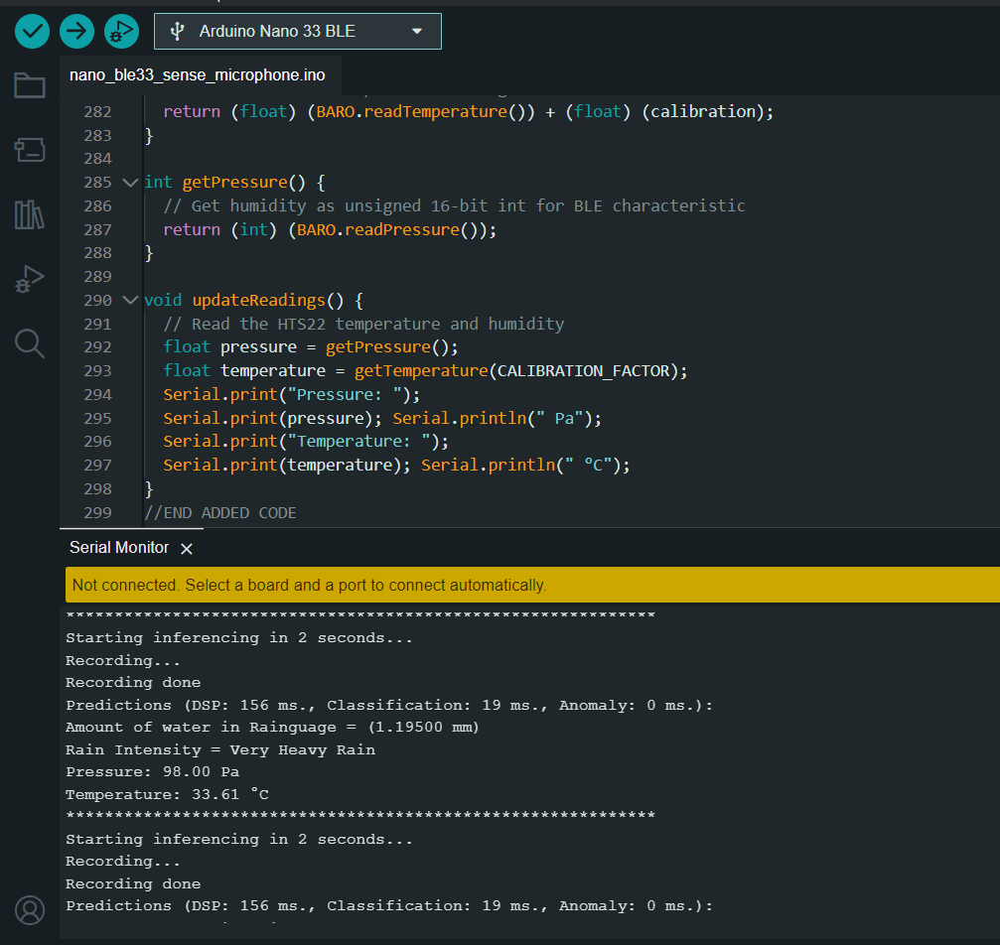 Arduino Nano 33 BLE
nano_ble33_sense_microphone.ino
282 return (float) (BARO.readTemperature()) + (float) (calibration);
283 }
284
285 int getPressure() {
286 // Get humidity as unsigned 16-bit int for BLE characteristic
287 return (int) (BARO.readPressure());
288 }
289
290 void updateReadings() {
291 // Read the HTS22 temperature and humidity
292 float pressure = getPressure();
293 float temperature = getTemperature(CALIBRATION_FACTOR);
294 Serial.print("Pressure: ");
295 Serial.print(pressure); Serial.println(" Pa");
296 Serial.print("Temperature: ");
297 Serial.print(temperature); Serial.println(" °C");
298 }
299 //END ADDED CODE
Serial Monitor ×
Not connected. Select a board and a port to connect automatically.
*************************************************************
Starting inferencing in 2 seconds...
Recording...
Recording done
Predictions (DSP: 156 ms., Classification: 19 ms., Anomaly: 0 ms.):
Amount of water in Rainguage = (1.19500 mm)
Rain Intensity = Very Heavy Rain
Pressure: 98.00 Pa
Temperature: 33.61 °C
*************************************************************
Starting inferencing in 2 seconds...
Recording...
Recording done
Predictions (DSP: 156 ms., Classification: 19 ms., Anomaly: 0 ms.):